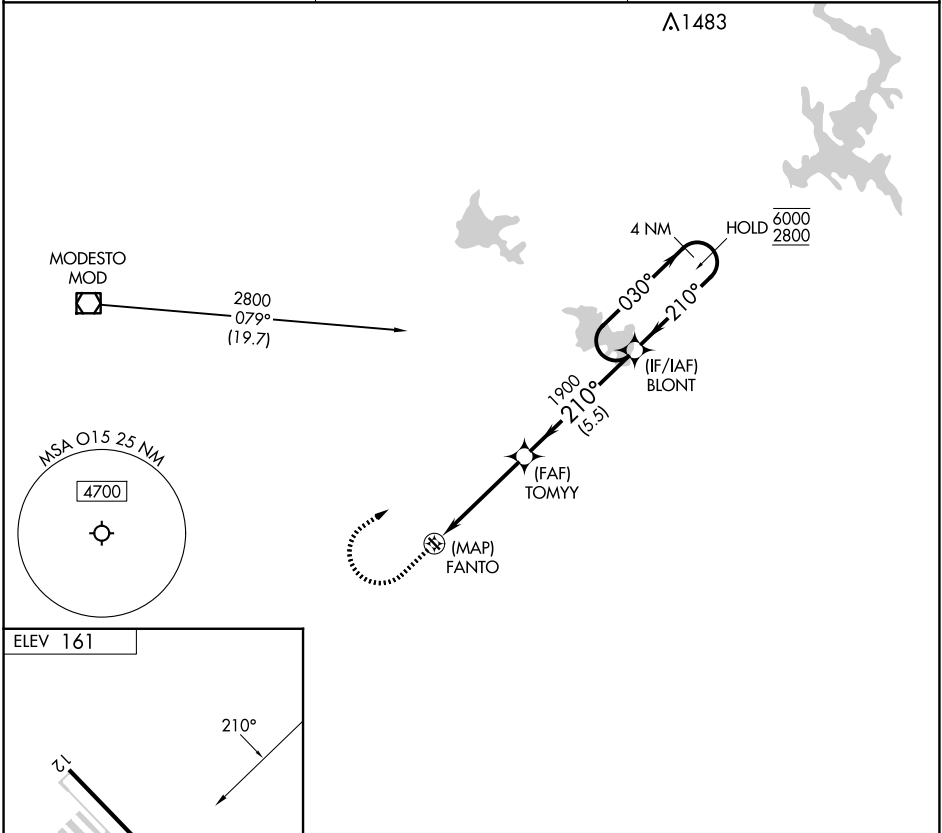 1483
4 NM
HOLD 6000
2800
MODESTO
MOD
2800
079°
(19.7)
030°
210°
(IF/IAF)
BLONT
1900
210°
(5.5)
MSA O15 25 NM
4700
(FAF)
TOMYY
(MAP)
FANTO
ELEV 161
210°
12